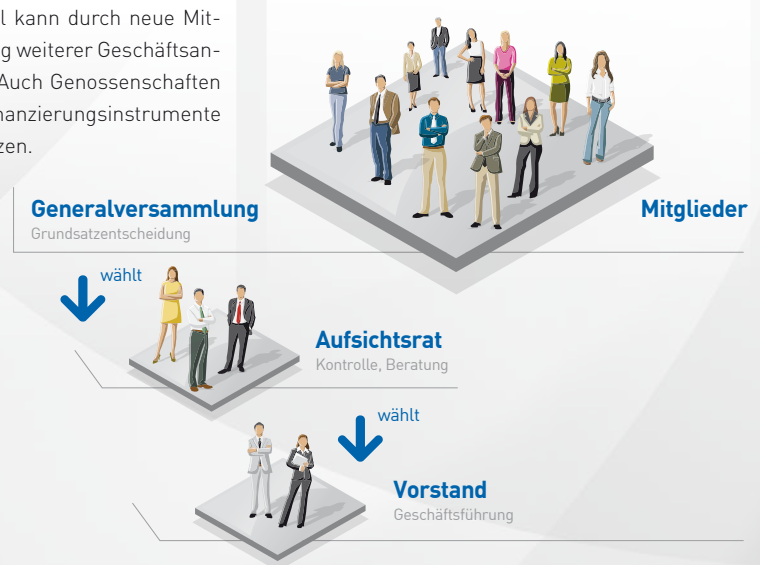 l kann durch neue Mit-
g weiterer Geschäftsan-
Auch Genossenschaften
nanzierungsinstrumente
zen.
Generalversammlung
Grundsatzentscheidung
Mitglieder
wählt
Aufsichtsrat
Kontrolle, Beratung
wählt
Vorstand
Geschäftsführung